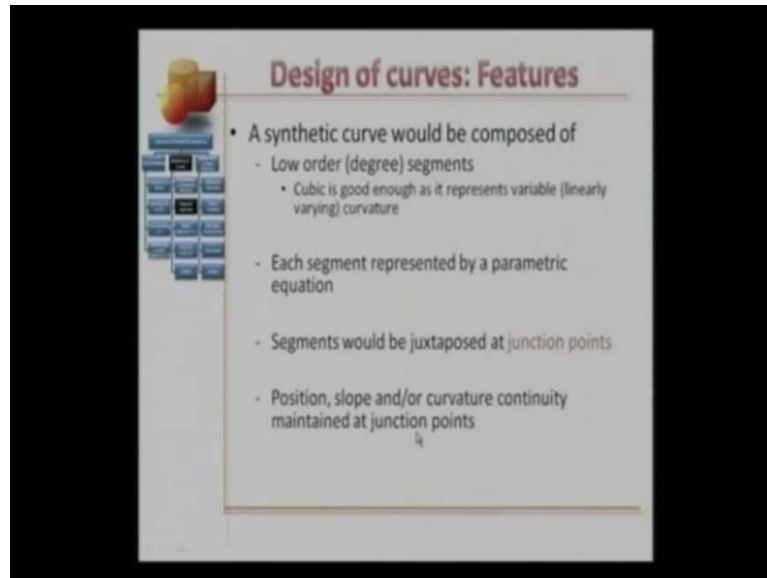 Design of curves: Features
• A synthetic curve would be composed of
- Low order (degree) segments
• Cubic is good enough as it represents variable (linearly
varying) curvature
- Each segment represented by a parametric
equation
- Segments would be juxtaposed at junction points
- Position, slope and/or curvature continuity
maintained at junction points